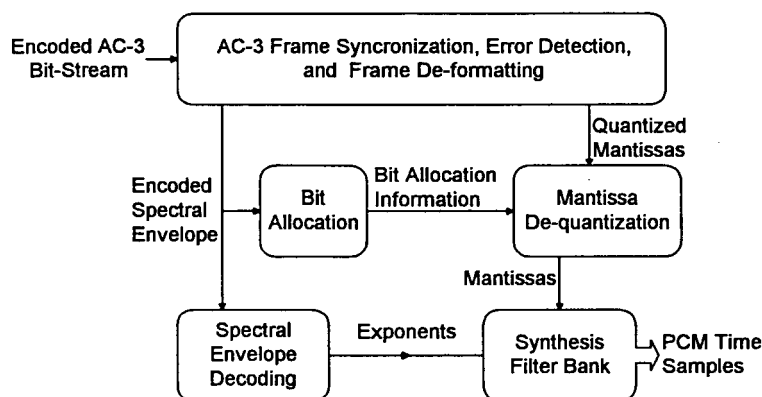 Encoded AC-3
Bit-Stream
AC-3 Frame Syncronization, Error Detection,
and Frame De-formatting
Quantized
Mantissas
Encoded
Spectral
Envelope
Bit
Allocation
Bit Allocation
Information
Mantissa
De-quantization
Mantissas
Spectral
Envelope
Decoding
Exponents
Synthesis
Filter Bank
PCM Time
Samples